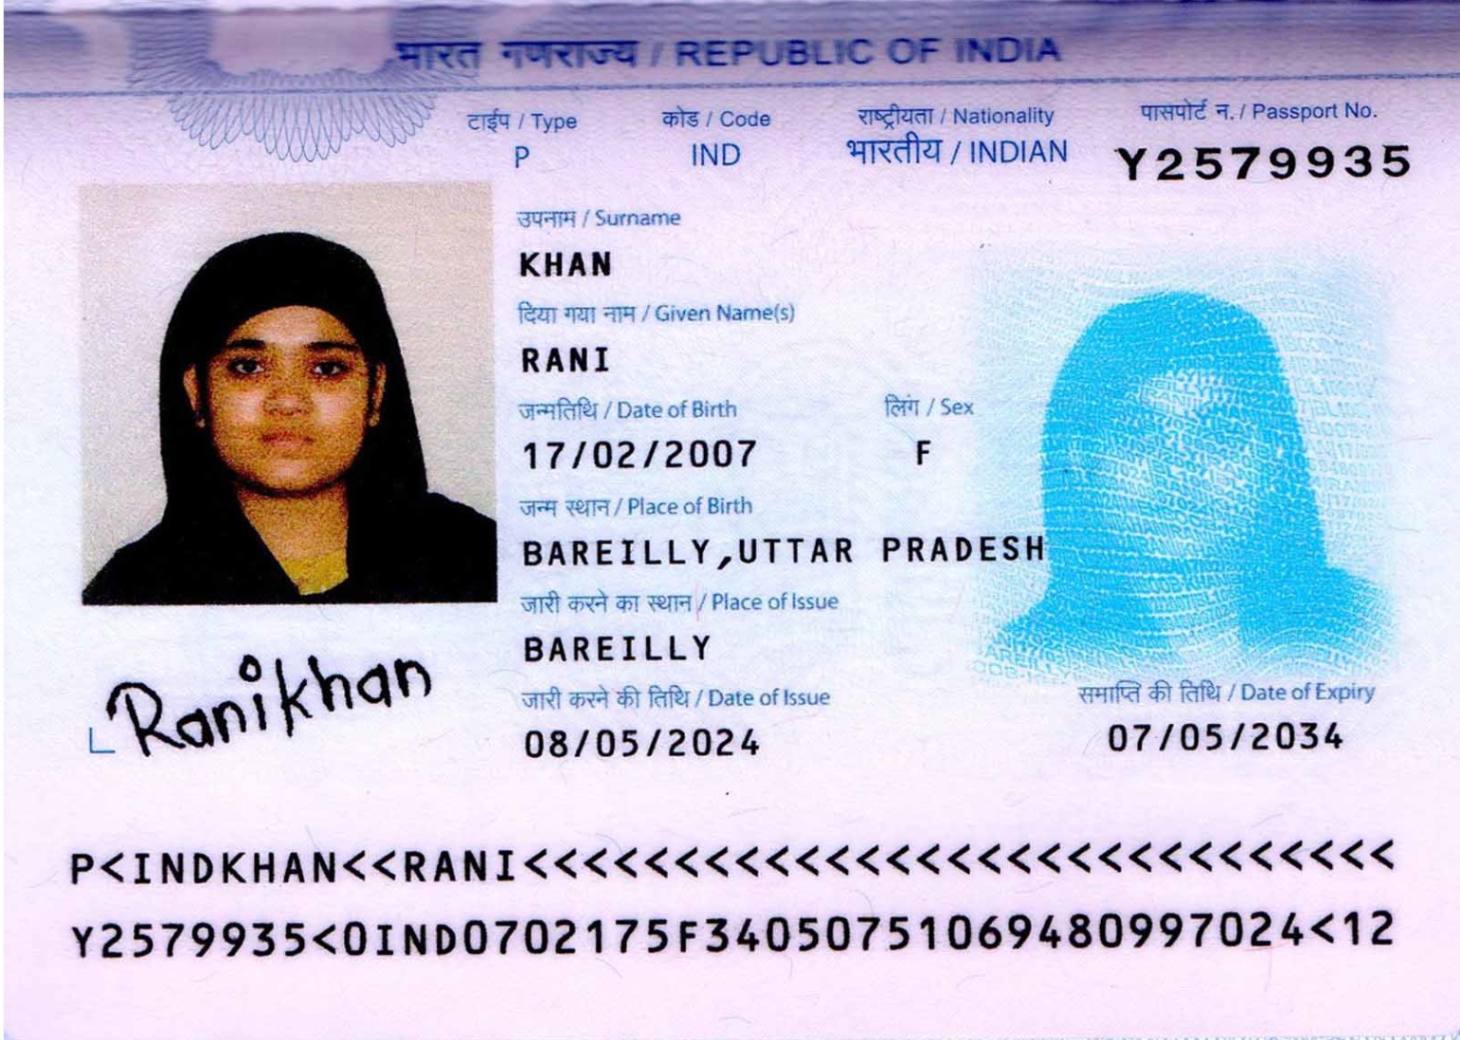 भारत गणराज्य / REPUBLIC OF INDIA
टाईप / Type
कोड / Code
राष्ट्रीयता / Nationality
पासपोर्ट न. / Passport No.
P
IND
भारतीय / INDIAN
Y2579935
उपनाम / Surname
KHAN
दिया गया नाम / Given Name(s)
RANI
जन्मतिथि / Date of Birth
लिंग / Sex
17/02/2007
F
जन्म स्थान / Place of Birth
BAREILLY,UTTAR PRADESH
जारी करने का स्थान / Place of Issue
BAREILLY
जारी करने की तिथि / Date of Issue
समाप्ति की तिथि / Date of Expiry
08/05/2024
07/05/2034
Ranikhan
P<INDKHAN<<RANI<<<<<<<<<<<<<<<<<<<<<<<<<<<<<
Y2579935<0IND0702175F34050751069480997024<12